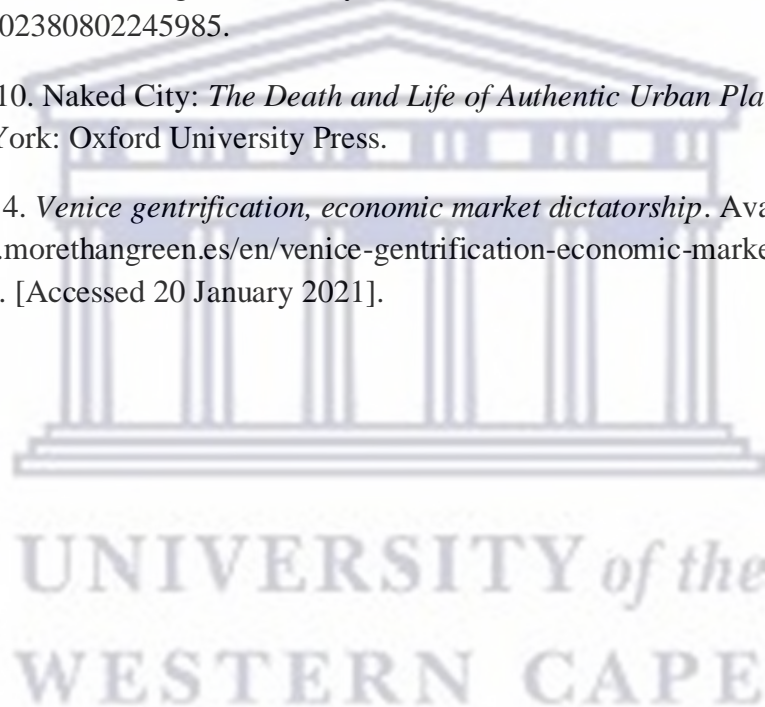 02380802245985.
10. Naked City: The Death and Life of Authentic Urban Pla
York: Oxford University Press.
4. Venice gentrification, economic market dictatorship. Ava
.morethangreen.es/en/venice-gentrification-economic-marke
. [Accessed 20 January 2021].
UNIVERSITY of the
WESTERN CAPE